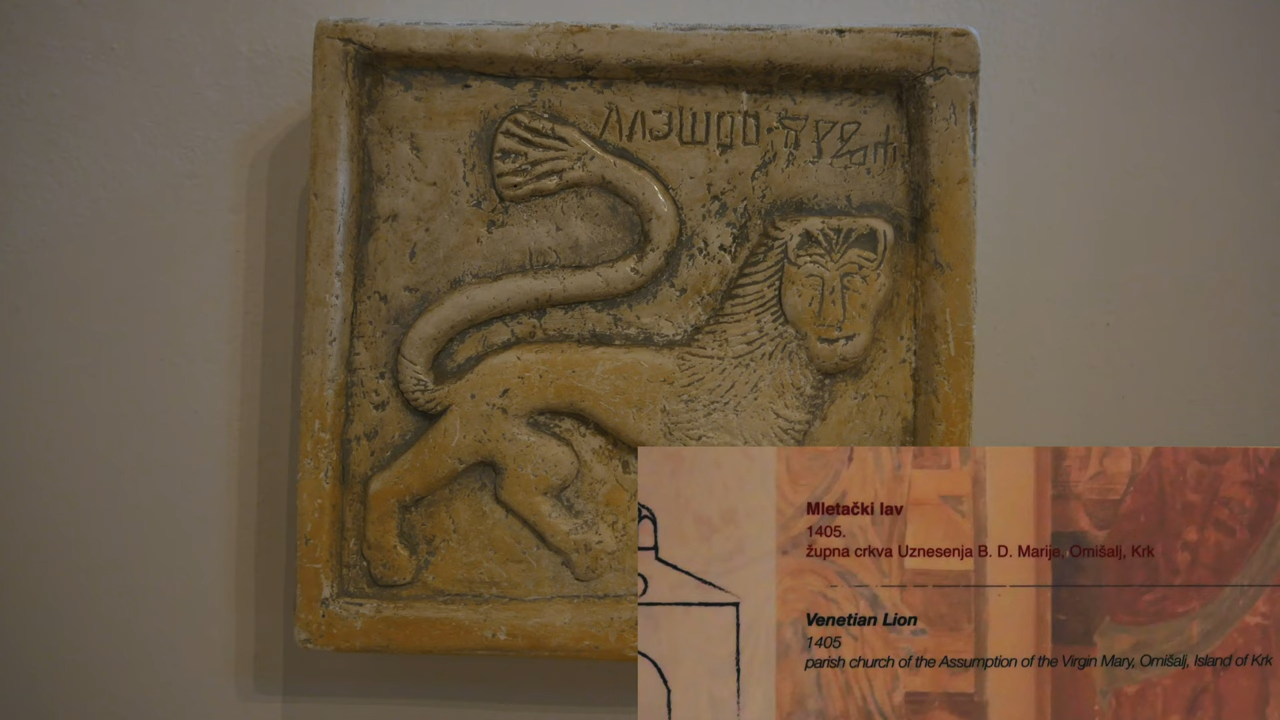 Mletački lav
1405.
župna crkva Uznesenja B. D. Marije, Omišalj, Krk
Venetian Lion
1405
parish church of the Assumption of the Virgin Mary, Omišalj, Island of Krk